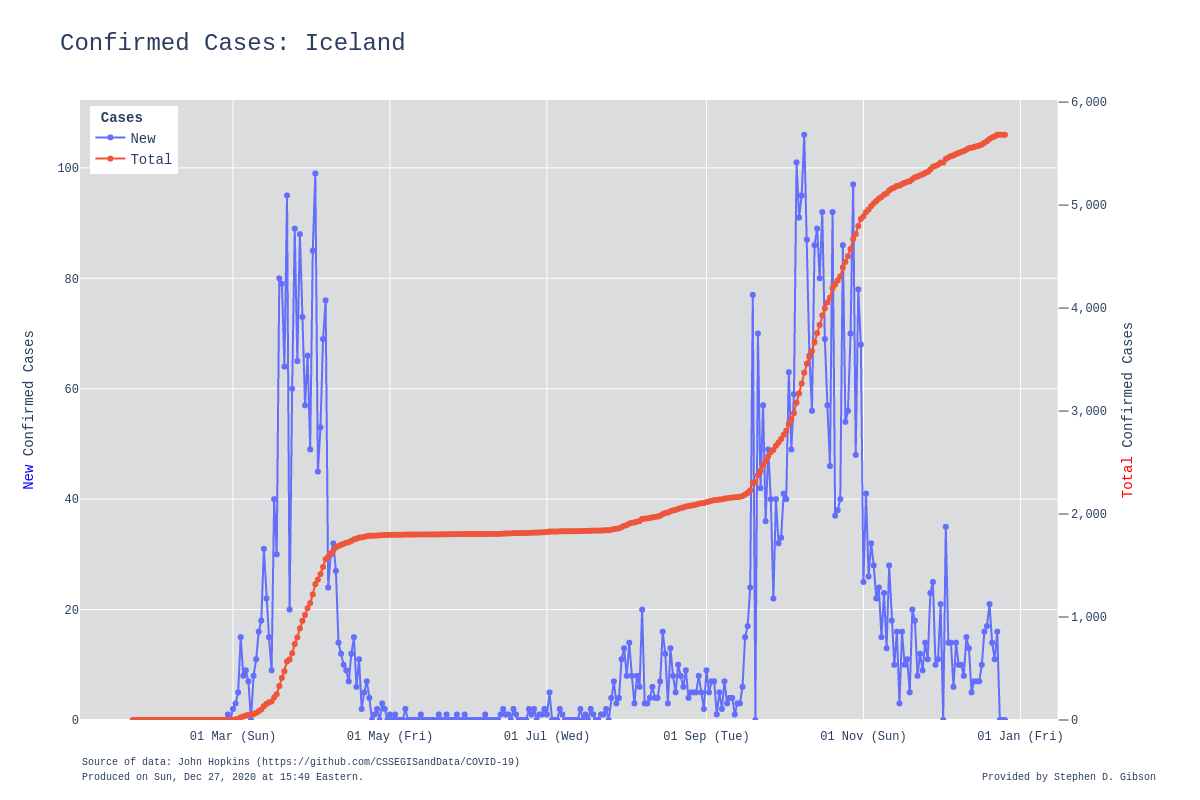 Confirmed Cases: Iceland
Cases
New
Total
100
80
60
40
20
0
6,000
5,000
4,000
3,000
2,000
1,000
0
New Confirmed Cases
Total Confirmed Cases
01 Mar (Sun)
01 May (Fri)
01 Jul (Wed)
01 Sep (Tue)
01 Nov (Sun)
01 Jan (Fri)
Source of data: John Hopkins (https://github.com/CSSEGISandData/COVID-19)
Produced on Sun, Dec 27, 2020 at 15:49 Eastern.
Provided by Stephen D. Gibson